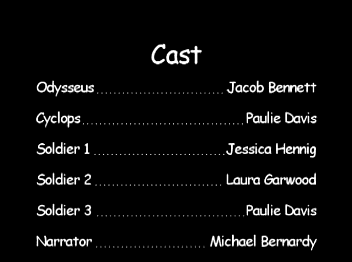 Cast
Odysseus..............................Jacob Bennett
Cyclops......................................Paulie Davis
Soldier 1...............................Jessica Hennig
Soldier 2..............................Laura Garwood
Soldier 3...................................Paulie Davis
Narrator..........................Michael Bernardy